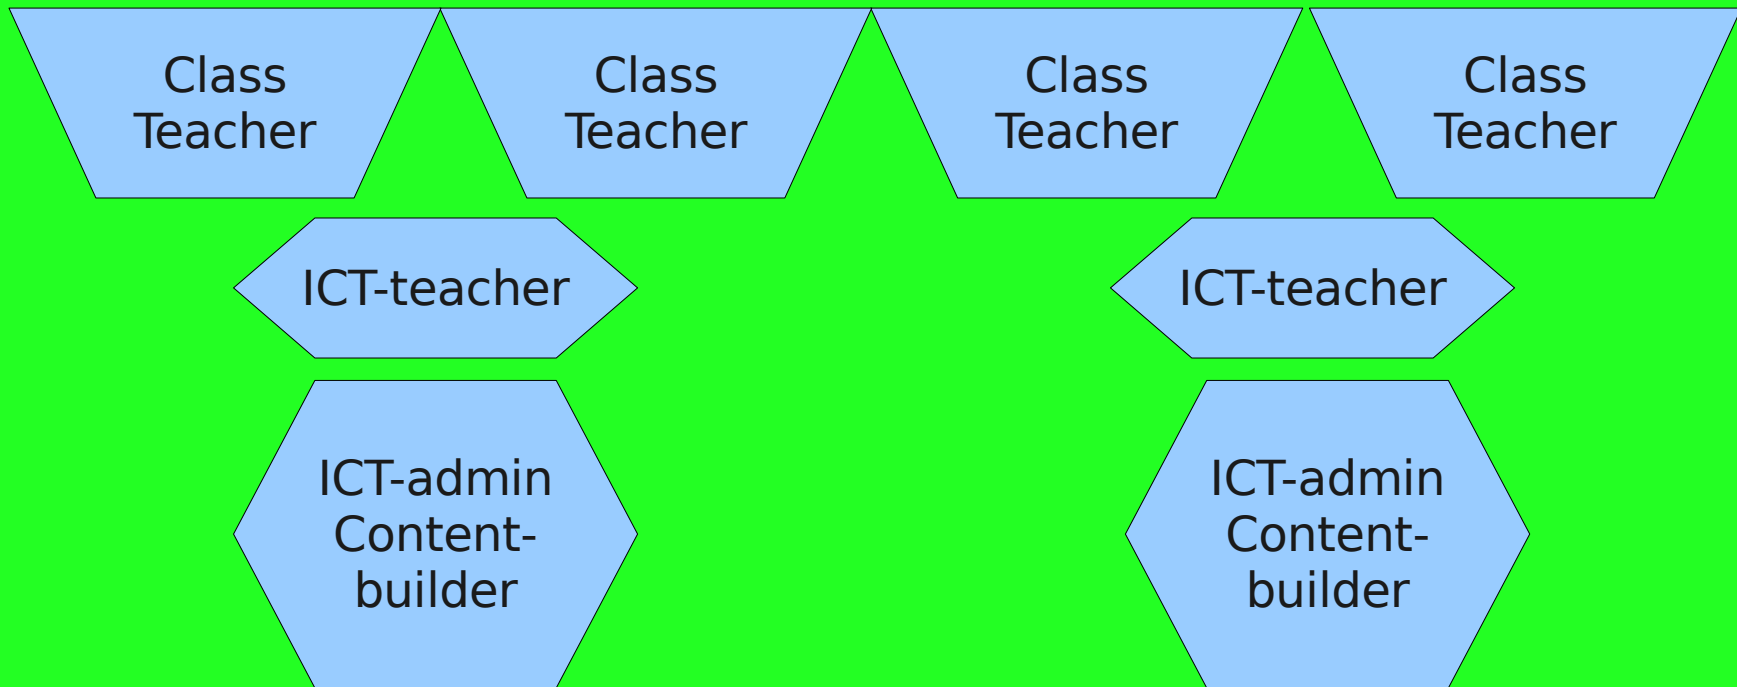 Class
Teacher
Class
Teacher
Class
Teacher
Class
Teacher
ICT-teacher
ICT-teacher
ICT-admin
Content-
builder
ICT-admin
Content-
builder